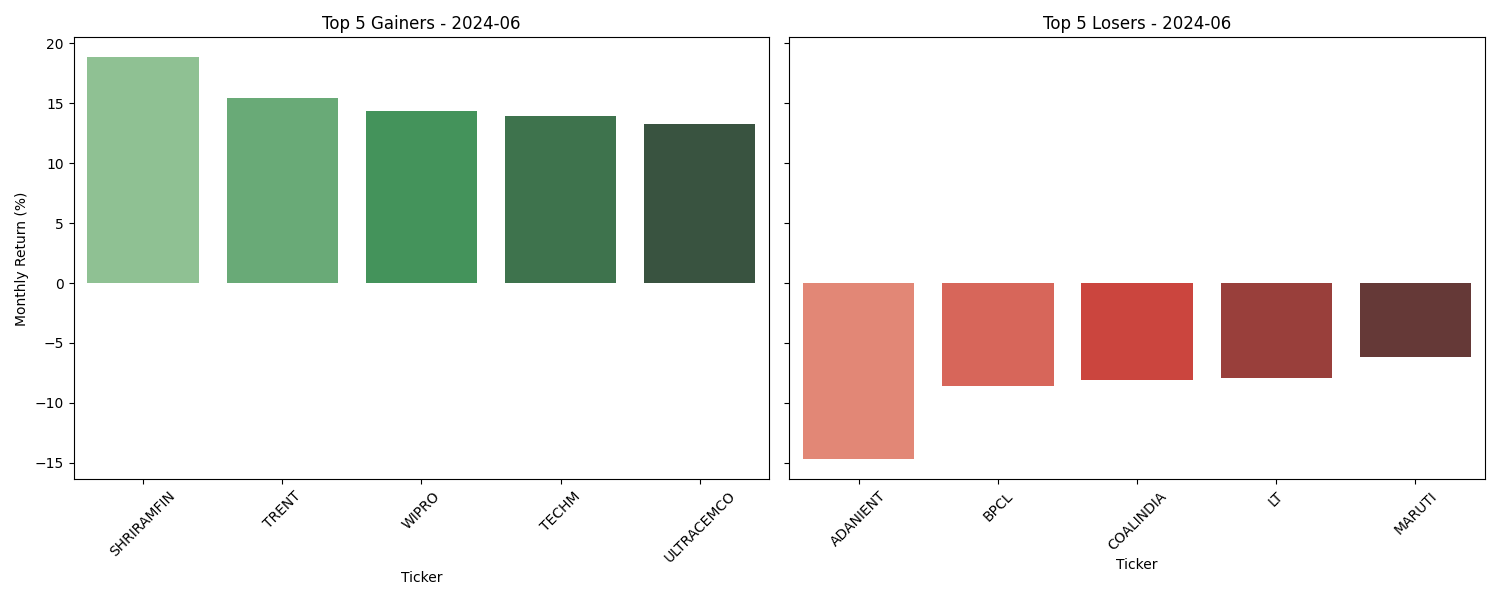 Top 5 Gainers - 2024-06
Monthly Return (%)
20
15
10
5
0
−5
−10
−15
SHRIRAMFIN
TRENT
WIPRO
TECHM
ULTRACEMCO
Ticker
Top 5 Losers - 2024-06
ADANIENT
BPCL
COALINDIA
LT
MARUTI
Ticker